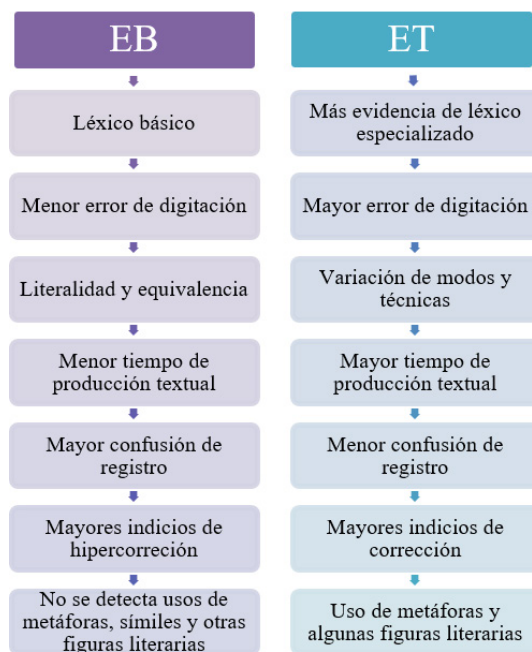 EB
Léxico básico
Menor error de digitación
Literalidad y equivalencia
Menor tiempo de
producción textual
Mayor confusión de
registro
Mayores indicios de
hipercorreción
No se detecta usos de
metáforas, símiles y otras
figuras literarias
ET
Más evidencia de léxico
especializado
Mayor error de digitación
Variación de modos y
técnicas
Mayor tiempo de
producción textual
Menor confusión de
registro
Mayores indicios de
corrección
Uso de metáforas y
algunas figuras literarias